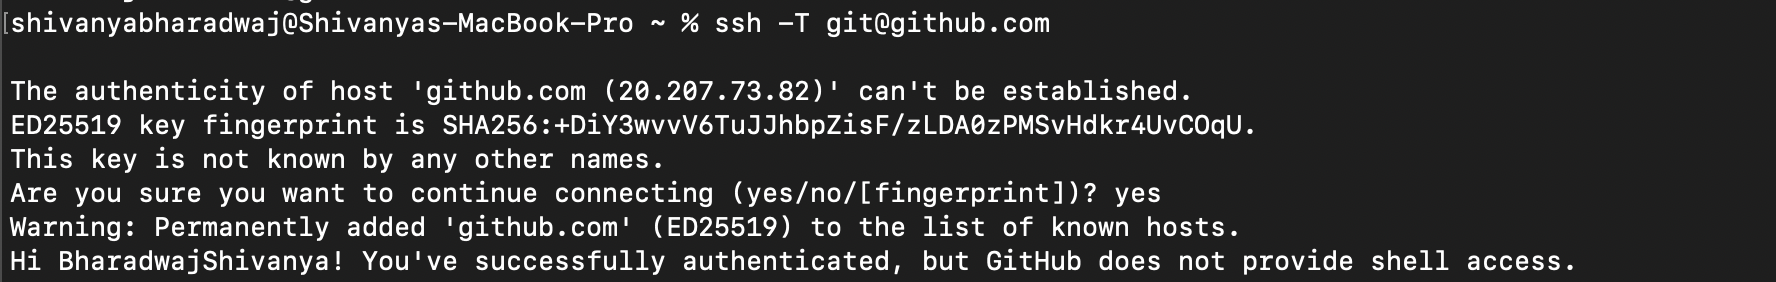 [shivanyabharadwaj@Shivanyas-MacBook-Pro ~ % ssh -T git@github.com
The authenticity of host 'github.com (20.207.73.82)' can't be established.
ED25519 key fingerprint is SHA256:+DiY3wvvV6TuJJhbpZisF/zLDA0zPMSvHdkr4UvCOqU.
This key is not known by any other names.
Are you sure you want to continue connecting (yes/no/[fingerprint])? yes
Warning: Permanently added 'github.com' (ED25519) to the list of known hosts.
Hi BharadwajShivanya! You've successfully authenticated, but GitHub does not provide shell access.